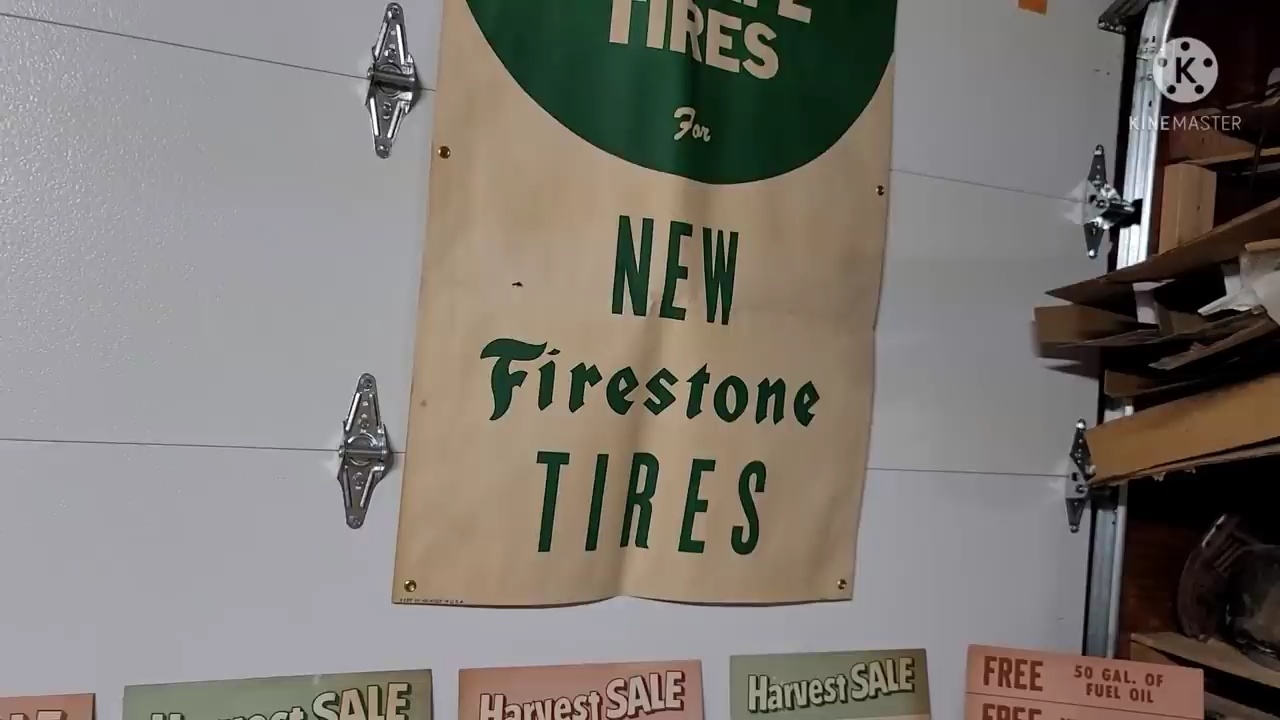 TIRES
For
NEW
Firestone
TIRES
K
KINEMASTER
SALE
Harvest SALE
Harvest SALE
Harvest SALE
FREE 50 GAL. OF
FUEL OIL
FREE